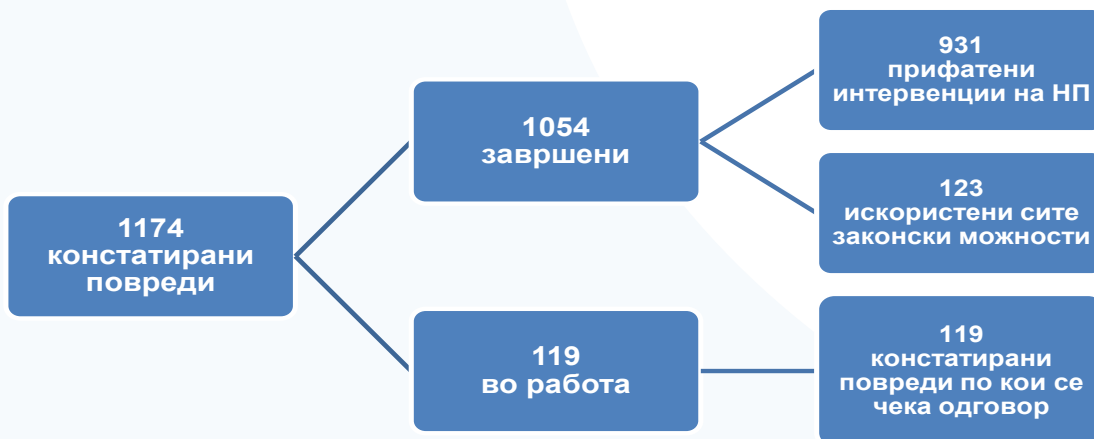 1174
констатирани
повреди
1054
завршени
119
во работа
931
прифатени
интервенции на НП
123
искористени сите
законски можности
119
констатирани
повреди по кои се
чека одговор